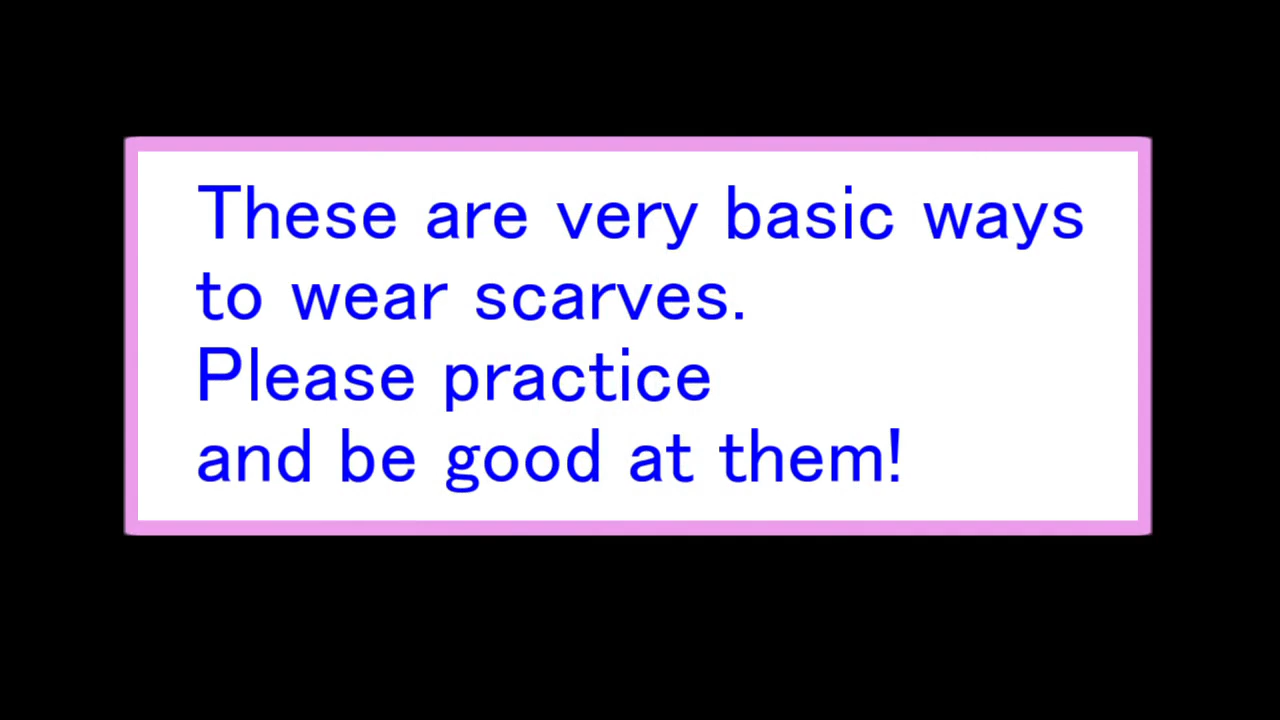 These are very basic ways
to wear scarves.
Please practice
and be good at them!